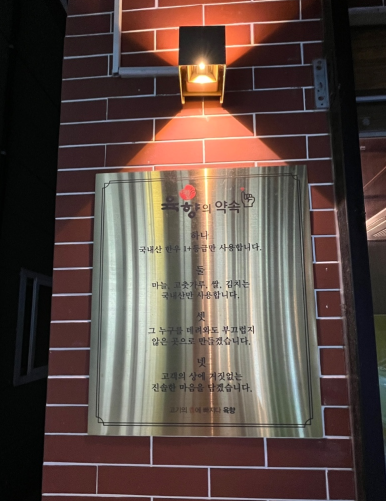 육향의 약속
하나
국내산 한우 1+등급만 사용합니다.
둘
마늘, 고춧가루, 쌀, 김치는
국내산만 사용합니다.
셋
그 누구를 데려와도 부끄럽지
않은 곳으로 만들겠습니다.
넷
고객의 상에 거짓없는
진솔한 마음을 담겠습니다.
육향